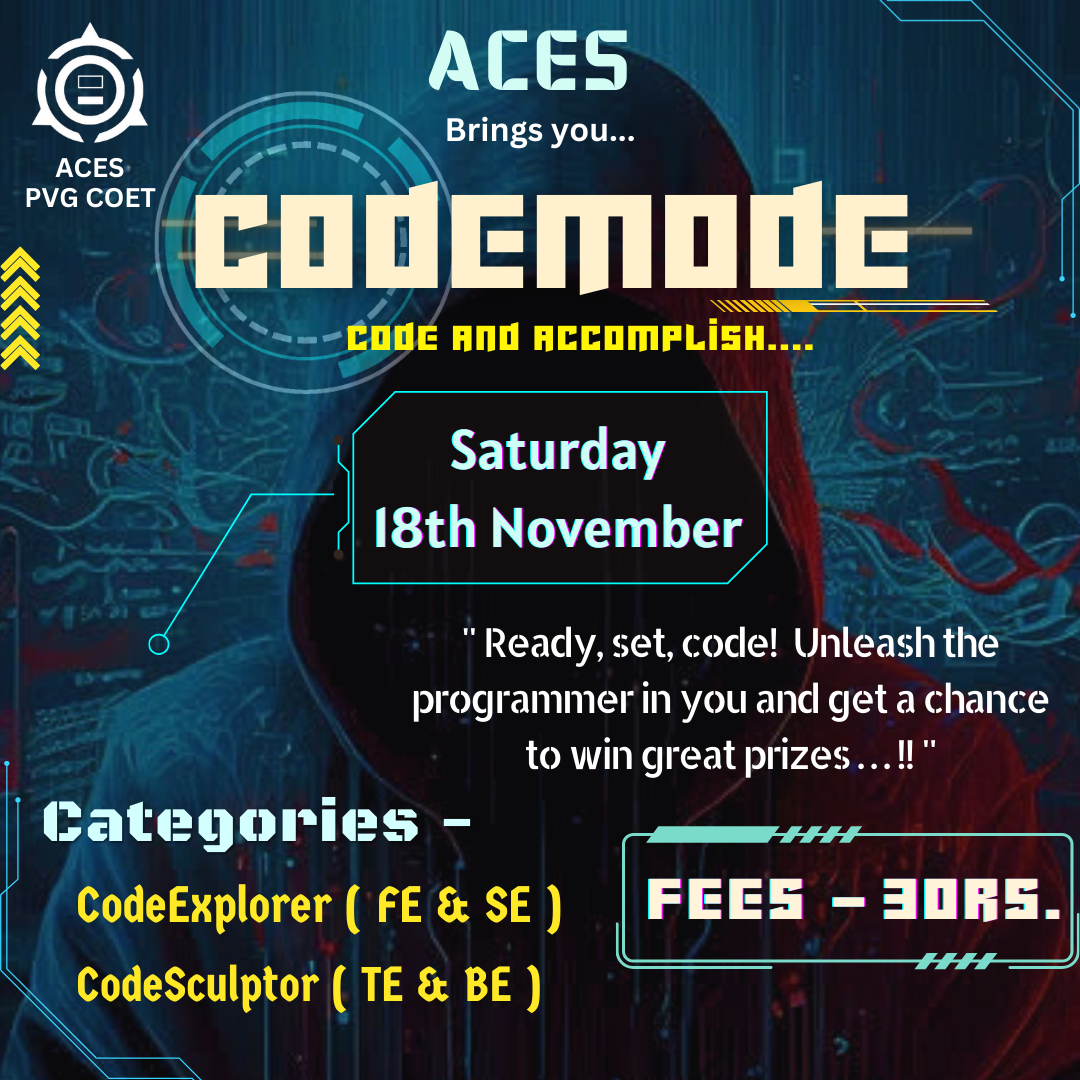 ACES
Brings you...
ACES
PVG COET
CODEMODE
CODE AND ACCOMPLISH....
Saturday
18th November
" Ready, set, code! Unleash the
programmer in you and get a chance
to win great prizes...!! "
Categories -
CodeExplorer ( FE & SE )
CodeSculptor ( TE & BE )
FEES - 30RS.